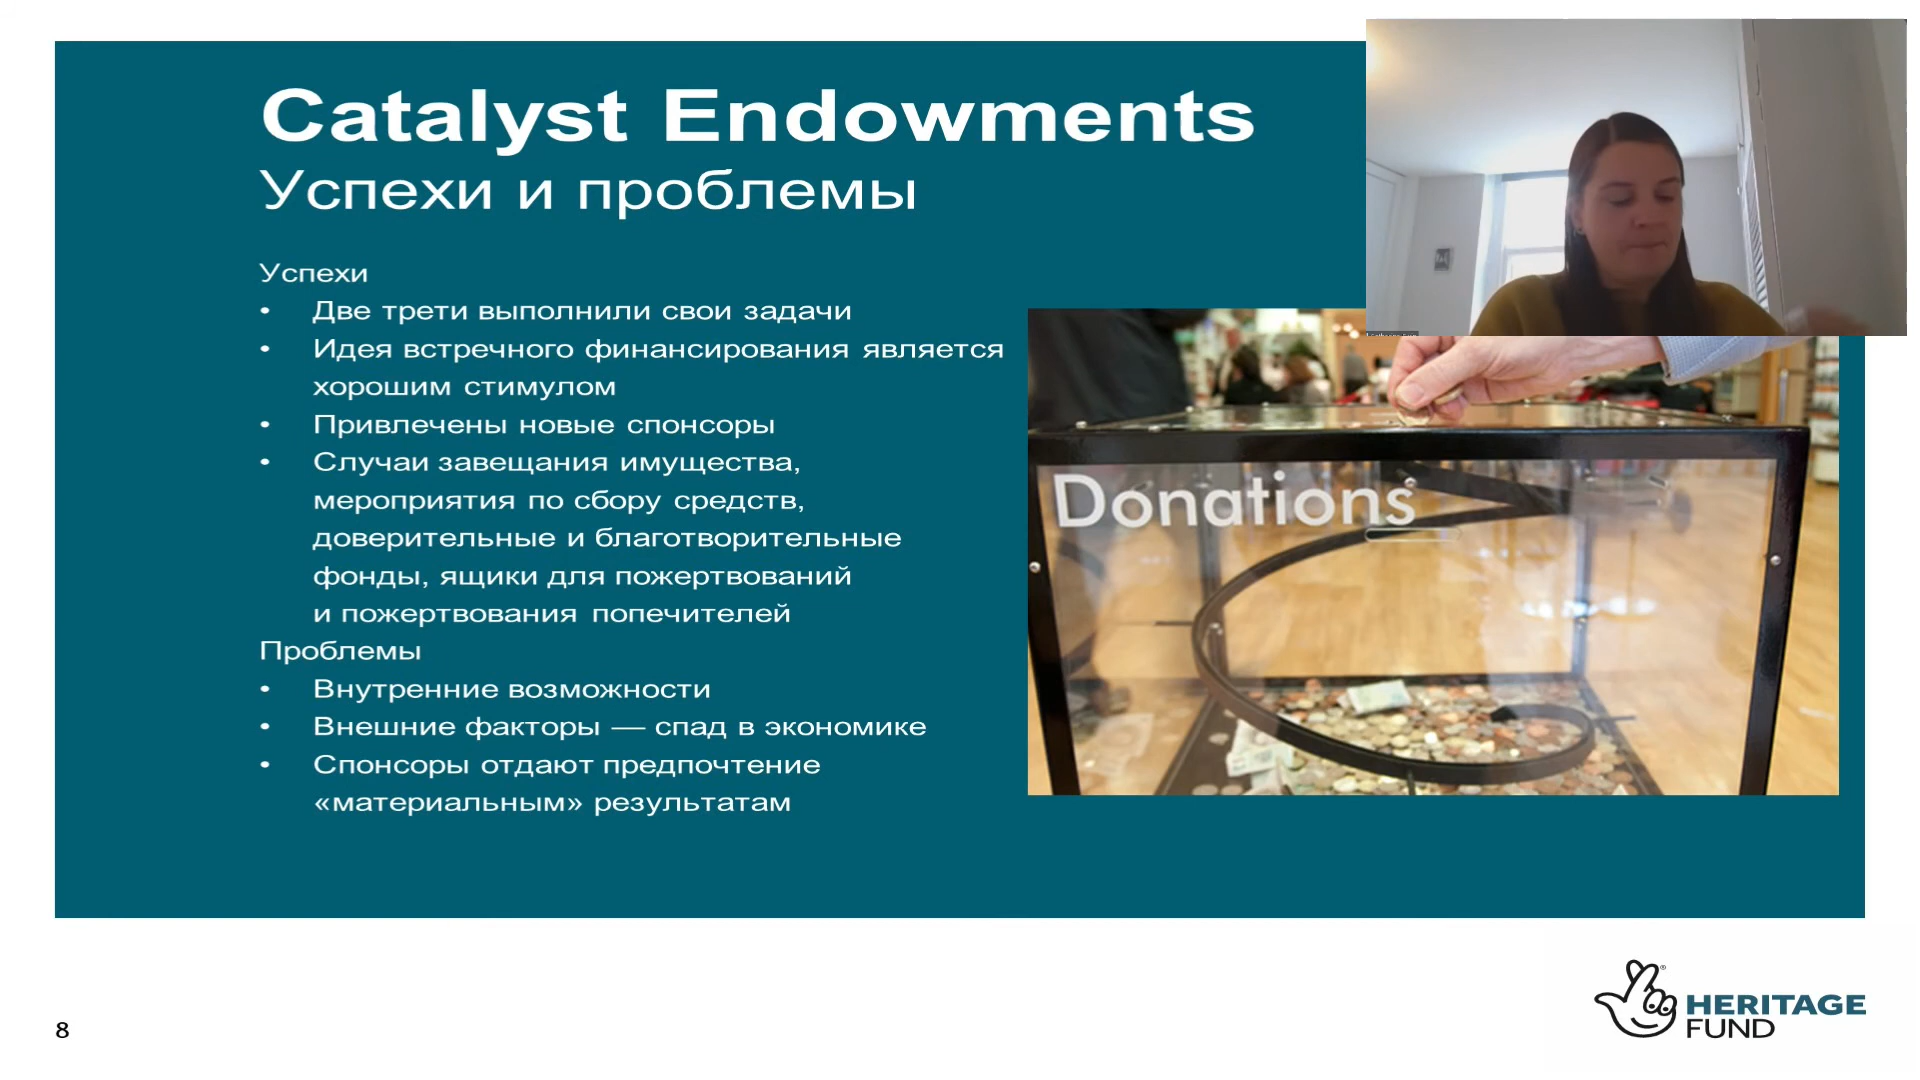 Catalyst Endowments
Успехи и проблемы
Успехи
• Две трети выполнили свои задачи
• Идея встречного финансирования является
хорошим стимулом
• Привлечены новые спонсоры
• Случаи завещания имущества,
мероприятия по сбору средств,
доверительные и благотворительные
фонды, ящики для пожертвований
и пожертвования попечителей
Проблемы
• Внутренние возможности
• Внешние факторы — спад в экономике
• Спонсоры отдают предпочтение
«материальным» результатам
Donations
8
HERITAGE
FUND